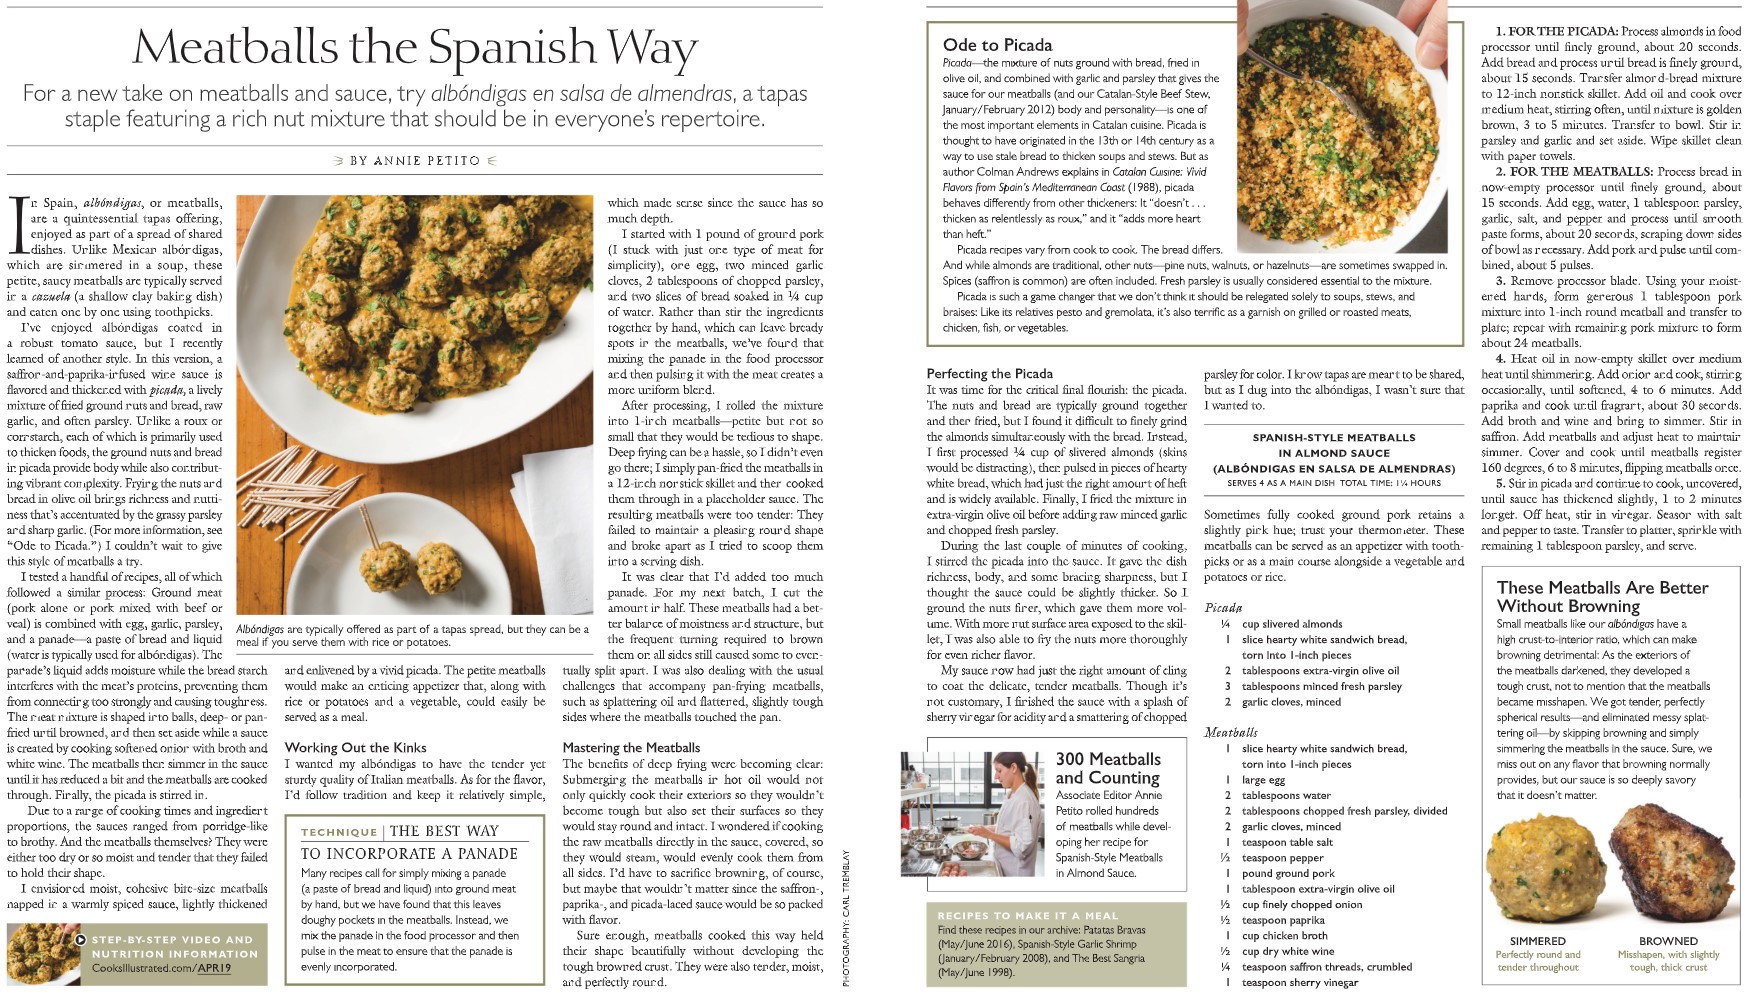 Meatballs the Spanish Way
For a new take on meatballs and sauce, try albóndigas en salsa de almendras, a tapas
staple featuring a rich nut mixture that should be in everyone's repertoire.
BY ANNIE PETITO
In Spain, albóndigas, or meatballs,
are a quintessential tapas offering,
enjoyed as part of a spread of shared
dishes. Unlike Mexican albóndigas,
which are simmered in a soup, these
petite, saucy meatballs are typically served
in a cazuela (a shallow clay baking dish)
and eaten one by one using toothpicks.
I've enjoyed albóndigas coated in
a robust tomato sauce, but I recently
learned of another style. In this version, a
saffron-and-paprika-infused wine sauce is
flavored and thickened with picada, a lively
mixture of fried ground nuts and bread, raw
garlic, and often parsley. Unlike a roux or
cornstarch, each of which is primarily used
to thicken foods, the ground nuts and bread
in picada provide body while also contribut-
ing vibrant complexity. Frying the nuts and
bread in olive oil brings richness and nutti-
ness that's accentuated by the grassy parsley
and sharp garlic. (For more information, see
"Ode to Picada.") I couldn't wait to give
this style of meatballs a try.
I tested a handful of recipes, all of which
followed a similar process: Ground meat
(pork alone or pork mixed with beef or
veal) is combined with egg, garlic, parsley,
and a panade—a paste of bread and liquid
(water is typically used for albóndigas). The
panade's liquid adds moisture while the bread starch
interferes with the meat's proteins, preventing them
from connecting too strongly and causing toughness.
The meat mixture is shaped into balls, deep- or pan-
fried until browned, and then set aside while a sauce
is created by cooking softened onion with broth and
white wine. The meatballs then simmer in the sauce
until it has reduced a bit and the meatballs are cooked
through. Finally, the picada is stirred in.
Due to a range of cooking times and ingredient
proportions, the sauces ranged from porridge-like
to brothy. And the meatballs themselves? They were
either too dry or so moist and tender that they failed
to hold their shape.
I envisioned moist, cohesive bite-size meatballs
napped in a warmly spiced sauce, lightly thickened
STEP-BY-STEP VIDEO AND
NUTRITION INFORMATION
CooksIllustrated.com/APR19
Albóndigas are typically offered as part of a tapas spread, but they can be a
meal if you serve them with rice or potatoes.
and enlivened by a vivid picada. The petite meatballs
would make an enticing appetizer that, along with
rice or potatoes and a vegetable, could easily be
served as a meal.
Working Out the Kinks
I wanted my albóndigas to have the tender yet
sturdy quality of Italian meatballs. As for the flavor,
I'd follow tradition and keep it relatively simple,
TECHNIQUE | THE BEST WAY
TO INCORPORATE A PANADE
Many recipes call for simply mixing a panade
(a paste of bread and liquid) into ground meat
by hand, but we have found that this leaves
doughy pockets in the meatballs. Instead, we
mix the panade in the food processor and then
pulse in the meat to ensure that the panade is
evenly incorporated.
which made sense since the sauce has so
much depth.
I started with 1 pound of ground pork
(I stuck with just one type of meat for
simplicity), one egg, two minced garlic
cloves, 2 tablespoons of chopped parsley,
and two slices of bread soaked in ¼ cup
of water. Rather than stir the ingredients
together by hand, which can leave bready
spots in the meatballs, we've found that
mixing the panade in the food processor
and then pulsing it with the meat creates a
more uniform blend.
After processing, I rolled the mixture
into 1-inch meatballs—petite but not so
small that they would be tedious to shape.
Deep frying can be a hassle, so I didn't even
go there; I simply pan-fried the meatballs in
a 12-inch nonstick skillet and then cooked
them through in a placeholder sauce. The
resulting meatballs were too tender: They
failed to maintain a pleasing round shape
and broke apart as I tried to scoop them
into a serving dish.
It was clear that I'd added too much
panade. For my next batch, I cut the
amount in half. These meatballs had a bet-
ter balance of moistness and structure, but
the frequent turning required to brown
them on all sides still caused some to even-
tually split apart. I was also dealing with the usual
challenges that accompany pan-frying meatballs,
such as splattering oil and flattened, slightly tough
sides where the meatballs touched the pan.
Mastering the Meatballs
The benefits of deep frying were becoming clear:
Submerging the meatballs in hot oil would not
only quickly cook their exteriors so they wouldn't
become tough but also set their surfaces so they
would stay round and intact. I wondered if cooking
the raw meatballs directly in the sauce, covered, so
they would steam, would evenly cook them from
all sides. I'd have to sacrifice browning, of course,
but maybe that wouldn't matter since the saffron-,
paprika-, and picada-laced sauce would be so packed
with flavor.
Sure enough, meatballs cooked this way held
their shape beautifully without developing the
tough browned crust. They were also tender, moist,
and perfectly round.
PHOTOGRAPHY: CARL TREMBLAY
Ode to Picada
Picada—the mixture of nuts ground with bread, fried in
olive oil, and combined with garlic and parsley that gives the
sauce for our meatballs (and our Catalan-Style Beef Stew,
January/February 2012) body and personality—is one of
the most important elements in Catalan cuisine. Picada is
thought to have originated in the 13th or 14th century as a
way to use stale bread to thicken soups and stews. But as
author Colman Andrews explains in Catalan Cuisine: Vivid
Flavors from Spain's Mediterranean Coast (1988), picada
behaves differently from other thickeners: It "doesn't . . .
thicken as relentlessly as roux," and it "adds more heart
than heft."
Picada recipes vary from cook to cook. The bread differs.
And while almonds are traditional, other nuts—pine nuts, walnuts, or hazelnuts—are sometimes swapped in.
Spices (saffron is common) are often included. Fresh parsley is usually considered essential to the mixture.
Picada is such a game changer that we don't think it should be relegated solely to soups, stews, and
braises: Like its relatives pesto and gremolata, it's also terrific as a garnish on grilled or roasted meats,
chicken, fish, or vegetables.
Perfecting the Picada
It was time for the critical final flourish: the picada.
The nuts and bread are typically ground together
and then fried, but I found it difficult to finely grind
the almonds simultaneously with the bread. Instead,
I first processed ¼ cup of slivered almonds (skins
would be distracting), then pulsed in pieces of hearty
white bread, which had just the right amount of heft
and is widely available. Finally, I fried the mixture in
extra-virgin olive oil before adding raw minced garlic
and chopped fresh parsley.
During the last couple of minutes of cooking,
I stirred the picada into the sauce. It gave the dish
richness, body, and some bracing sharpness, but I
thought the sauce could be slightly thicker. So I
ground the nuts finer, which gave them more vol-
ume. With more nut surface area exposed to the skil-
let, I was also able to fry the nuts more thoroughly
for even richer flavor.
My sauce now had just the right amount of cling
to coat the delicate, tender meatballs. Though it's
not customary, I finished the sauce with a splash of
sherry vinegar for acidity and a smattering of chopped
300 Meatballs
and Counting
Associate Editor Annie
Petito rolled hundreds
of meatballs while devel-
oping her recipe for
Spanish-Style Meatballs
in Almond Sauce.
RECIPES TO MAKE IT A MEAL
Find these recipes in our archive: Patatas Bravas
(May/June 2016), Spanish-Style Garlic Shrimp
(January/February 2008), and The Best Sangria
(May/June 1998).
parsley for color. I know tapas are meant to be shared,
but as I dug into the albóndigas, I wasn't sure that
I wanted to.
SPANISH-STYLE MEATBALLS
IN ALMOND SAUCE
(ALBÓNDIGAS EN SALSA DE ALMENDRAS)
SERVES 4 AS A MAIN DISH TOTAL TIME: 1¼ HOURS
Sometimes fully cooked ground pork retains a
slightly pink hue; trust your thermometer. These
meatballs can be served as an appetizer with tooth-
picks or as a main course alongside a vegetable and
potatoes or rice.
Picada
¼ cup slivered almonds
1 slice hearty white sandwich bread,
torn into 1-inch pieces
2 tablespoons extra-virgin olive oil
3 tablespoons minced fresh parsley
2 garlic cloves, minced
Meatballs
1 slice hearty white sandwich bread,
torn into 1-inch pieces
1 large egg
2 tablespoons water
2 tablespoons chopped fresh parsley, divided
2 garlic cloves, minced
1 teaspoon table salt
½ teaspoon pepper
1 pound ground pork
1 tablespoon extra-virgin olive oil
½ cup finely chopped onion
½ teaspoon paprika
1 cup chicken broth
½ cup dry white wine
¼ teaspoon saffron threads, crumbled
1 teaspoon sherry vinegar
1. FOR THE PICADA: Process almonds in food
processor until finely ground, about 20 seconds.
Add bread and process until bread is finely ground,
about 15 seconds. Transfer almond-bread mixture
to 12-inch nonstick skillet. Add oil and cook over
medium heat, stirring often, until mixture is golden
brown, 3 to 5 minutes. Transfer to bowl. Stir in
parsley and garlic and set aside. Wipe skillet clean
with paper towels.
2. FOR THE MEATBALLS: Process bread in
now-empty processor until finely ground, about
15 seconds. Add egg, water, 1 tablespoon parsley,
garlic, salt, and pepper and process until smooth
paste forms, about 20 seconds, scraping down sides
of bowl as necessary. Add pork and pulse until com-
bined, about 5 pulses.
3. Remove processor blade. Using your moist-
ened hands, form generous 1 tablespoon pork
mixture into 1-inch round meatball and transfer to
plate; repeat with remaining pork mixture to form
about 24 meatballs.
4. Heat oil in now-empty skillet over medium
heat until shimmering. Add onion and cook, stirring
occasionally, until softened, 4 to 6 minutes. Add
paprika and cook until fragrant, about 30 seconds.
Add broth and wine and bring to simmer. Stir in
saffron. Add meatballs and adjust heat to maintain
simmer. Cover and cook until meatballs register
160 degrees, 6 to 8 minutes, flipping meatballs once.
5. Stir in picada and continue to cook, uncovered,
until sauce has thickened slightly, 1 to 2 minutes
longer. Off heat, stir in vinegar. Season with salt
and pepper to taste. Transfer to platter, sprinkle with
remaining 1 tablespoon parsley, and serve.
These Meatballs Are Better
Without Browning
Small meatballs like our albóndigas have a
high crust-to-interior ratio, which can make
browning detrimental: As the exteriors of
the meatballs darkened, they developed a
tough crust, not to mention that the meatballs
became misshapen. We got tender, perfectly
spherical results—and eliminated messy splat-
tering oil—by skipping browning and simply
simmering the meatballs in the sauce. Sure, we
miss out on any flavor that browning normally
provides, but our sauce is so deeply savory
that it doesn't matter.
SIMMERED
Perfectly round and
tender throughout
BROWNED
Misshapen, with slightly
tough, thick crust